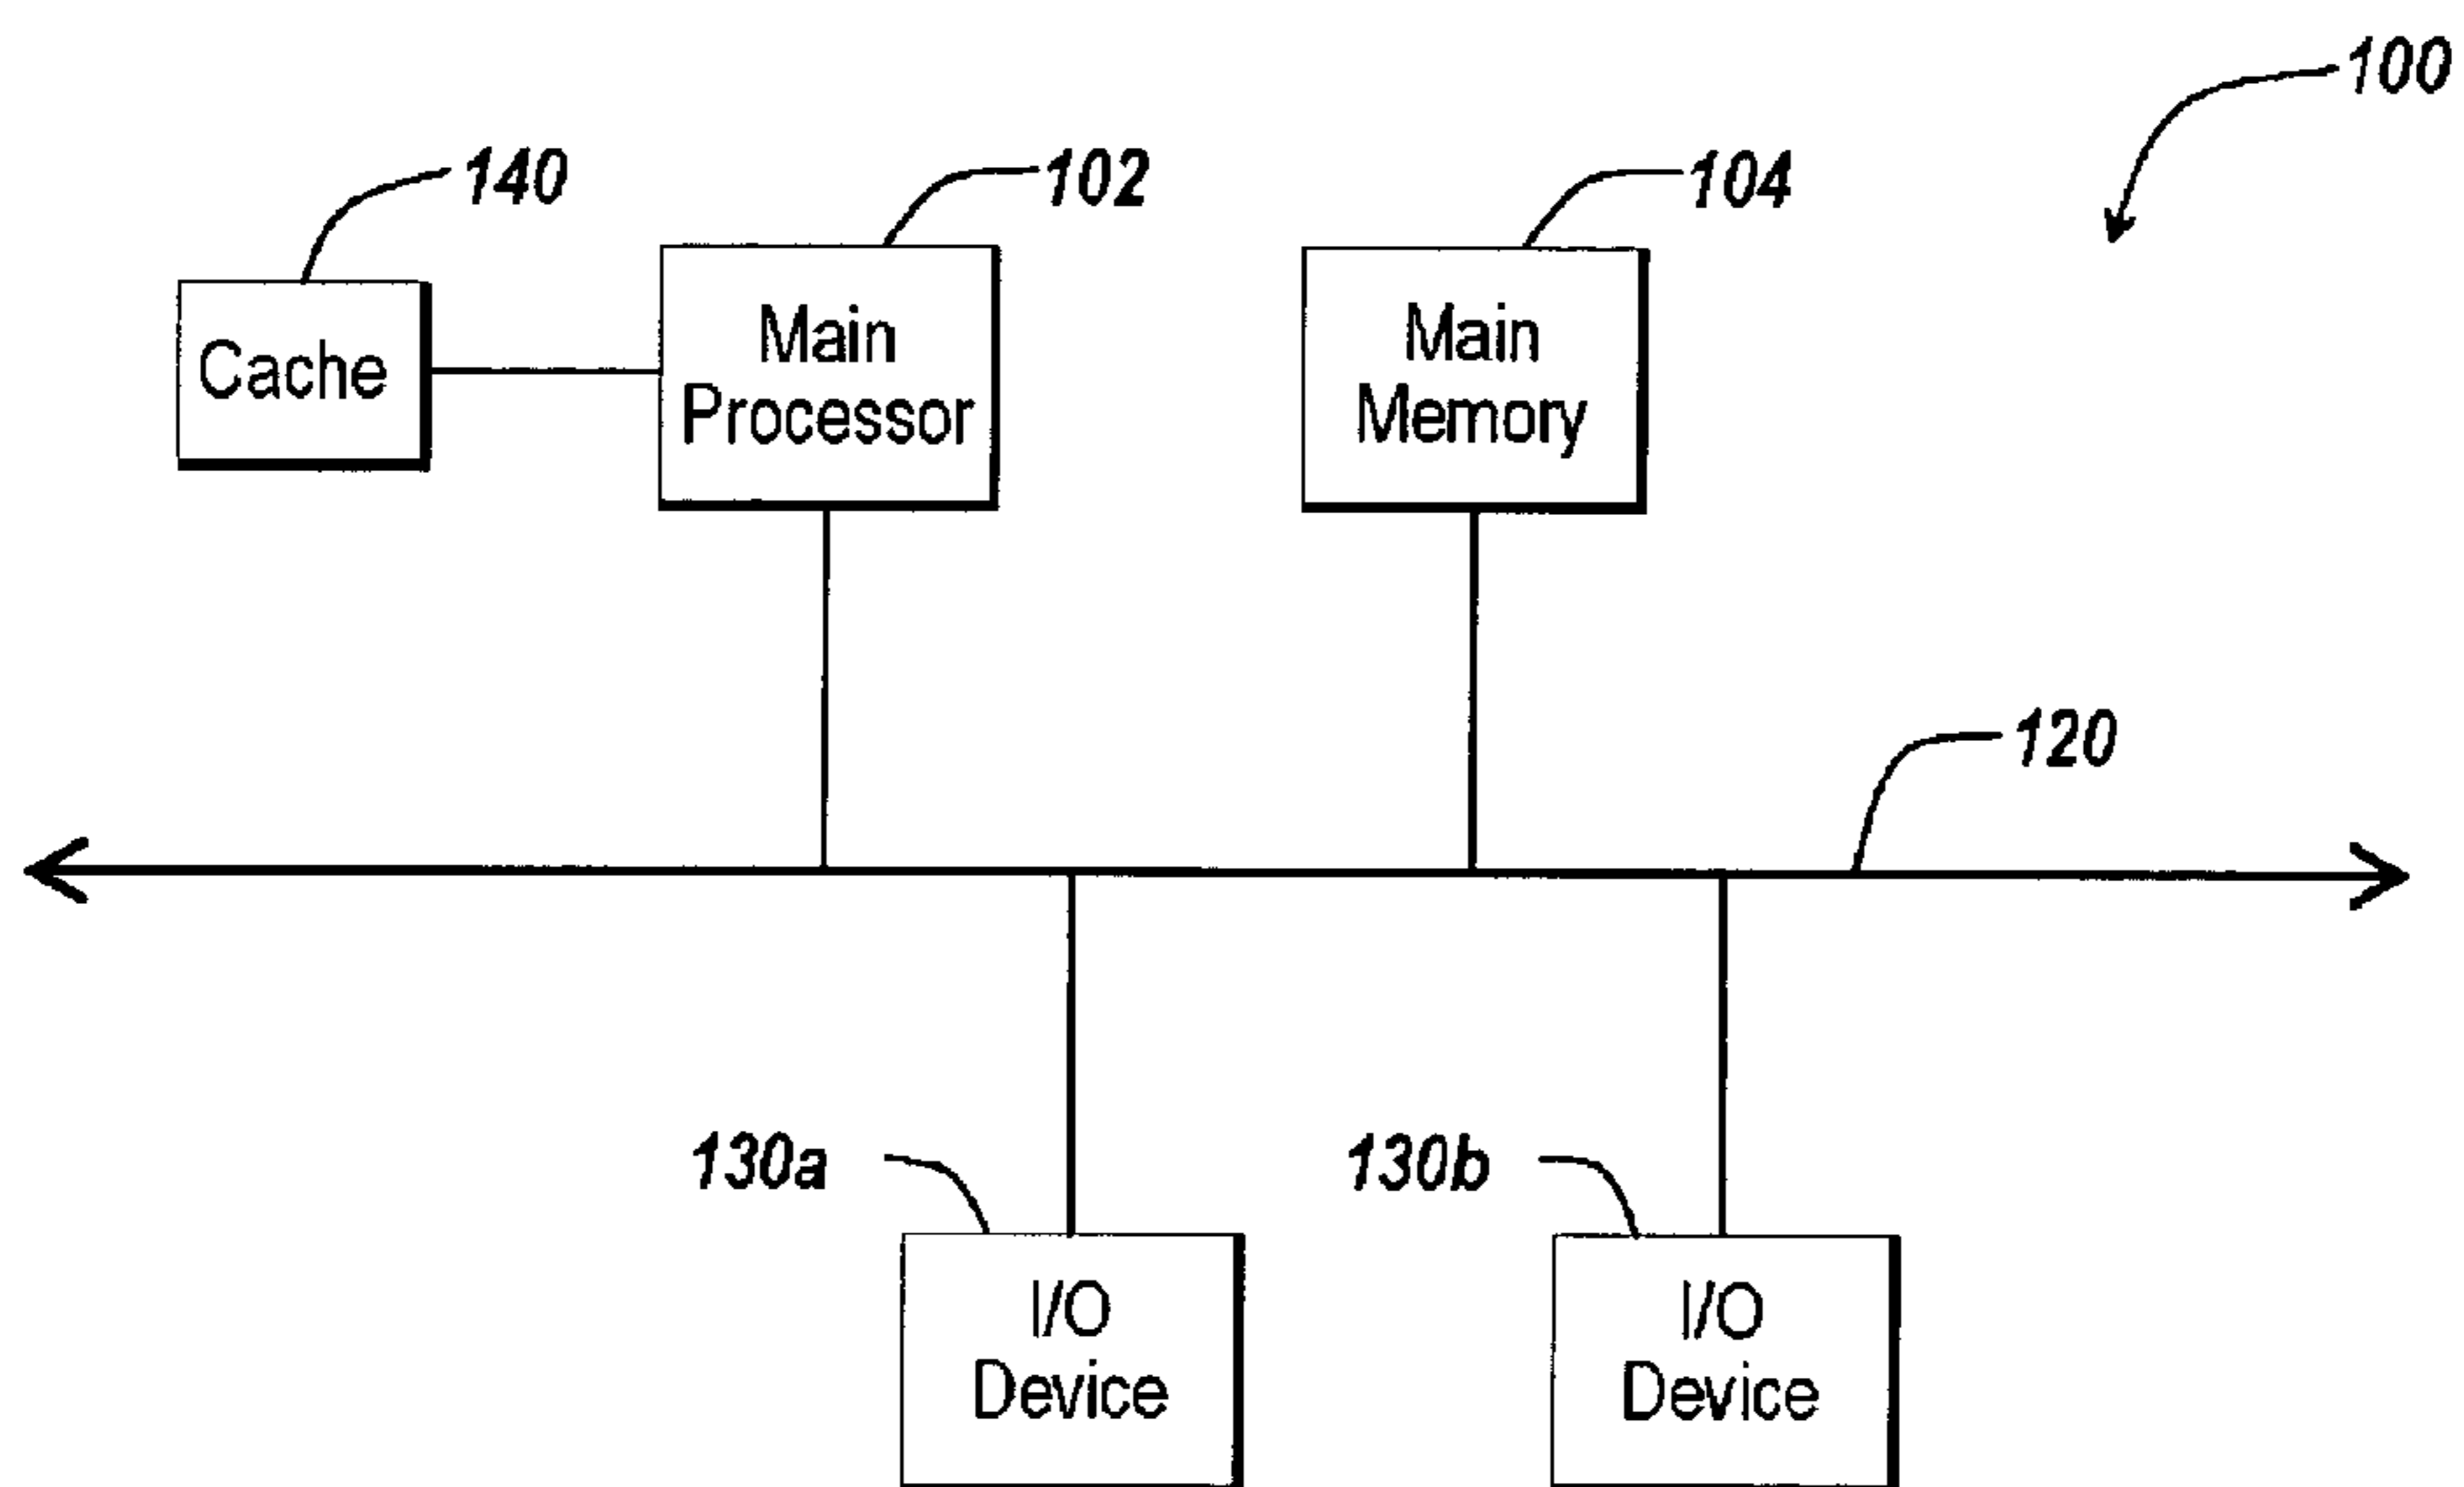 100
140
102
104
Cache
Main
Processor
Main
Memory
120
130a
130b
I/O
Device
I/O
Device